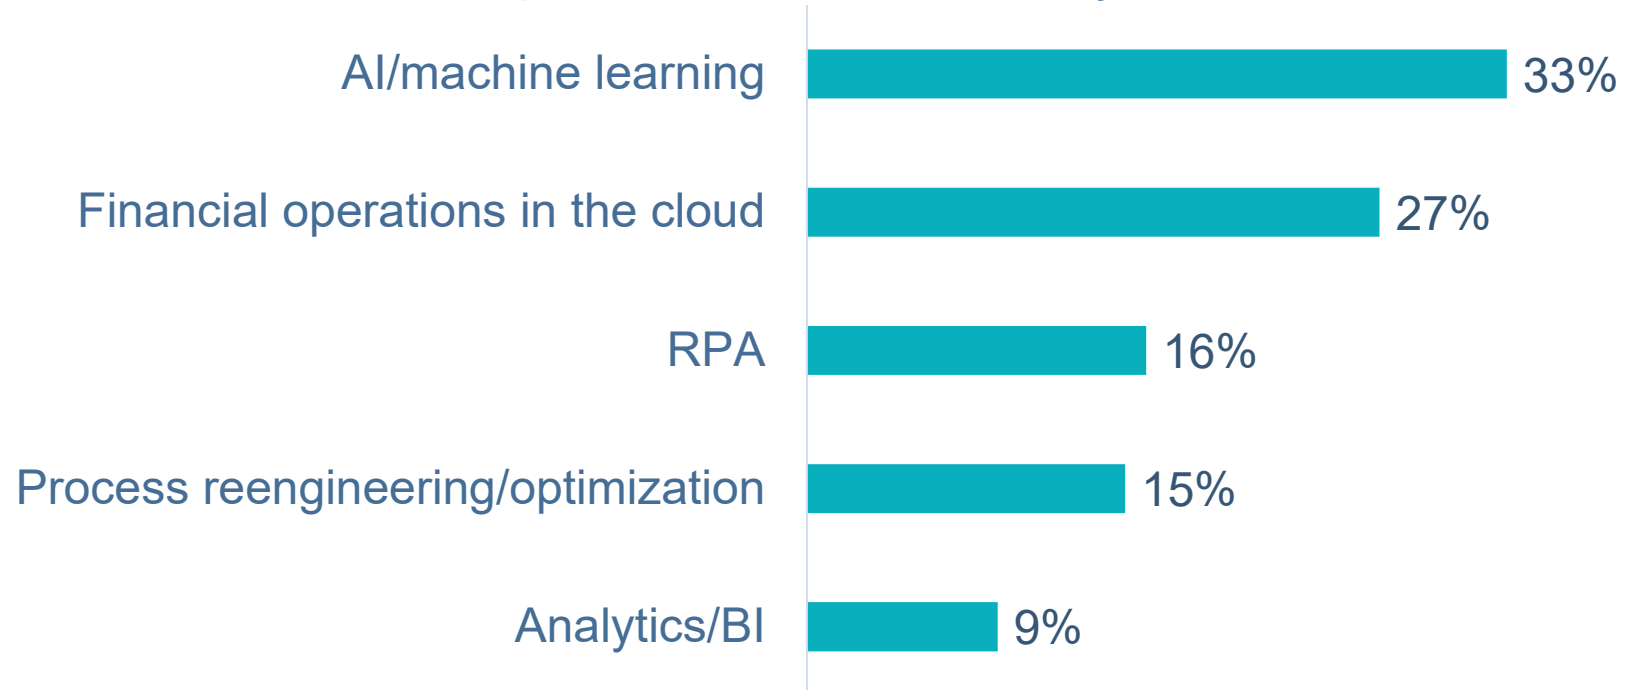 AI/machine learning 33%
Financial operations in the cloud 27%
RPA 16%
Process reengineering/optimization 15%
Analytics/BI 9%